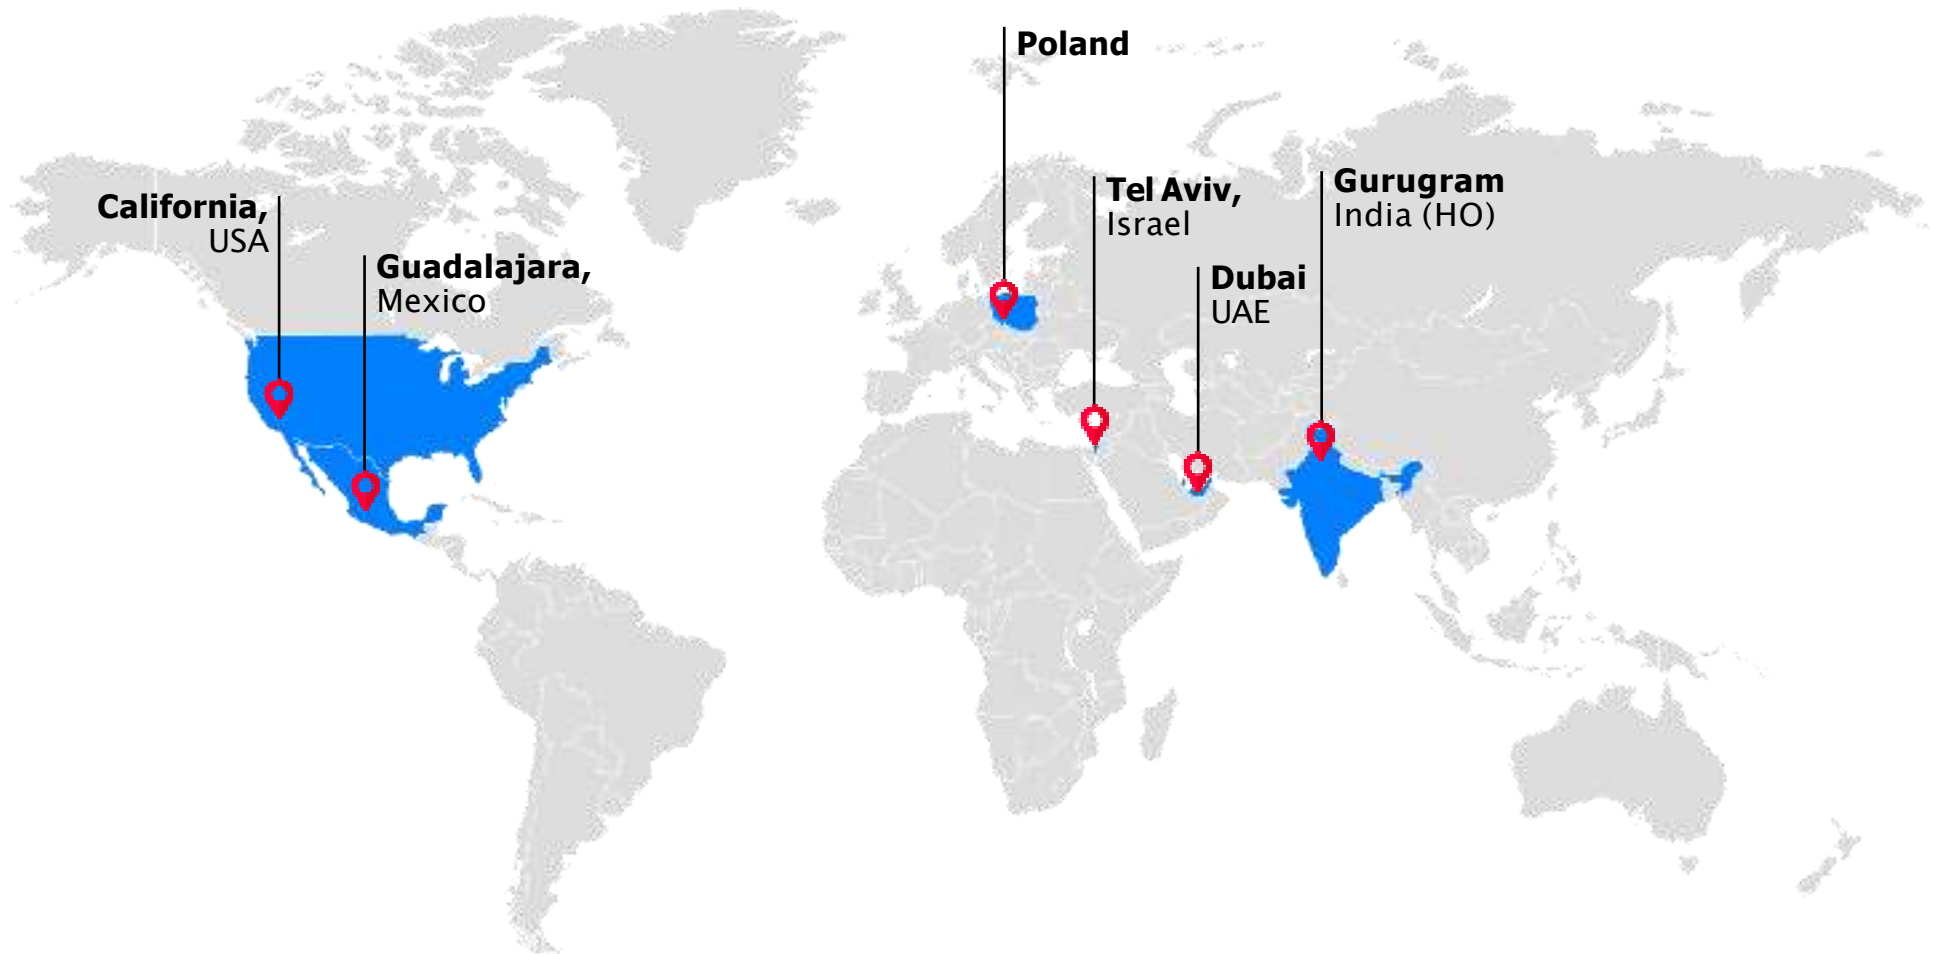 Poland
Tel Aviv,
Israel
Gurugram
India (HO)
California,
USA
Guadalajara,
Mexico
Dubai
UAE